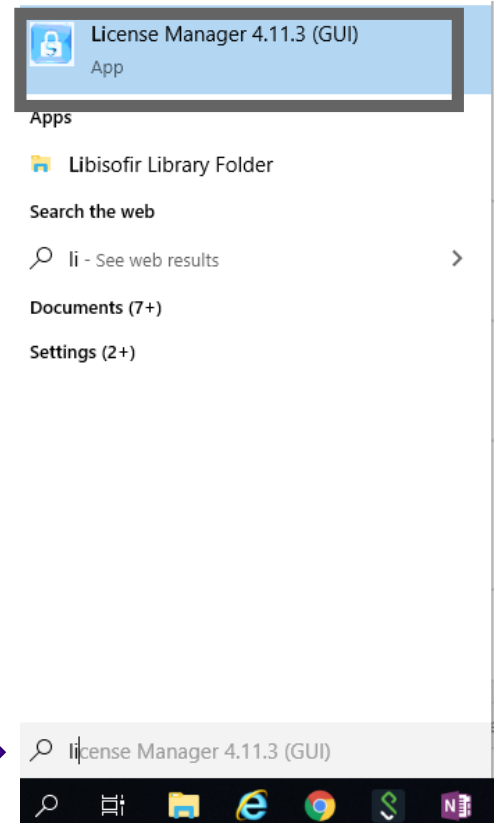 License Manager 4.11.3 (GUI)
App
Apps
Libisofir Library Folder
Search the web
li - See web results
Documents (7+)
Settings (2+)
license Manager 4.11.3 (GUI)
N